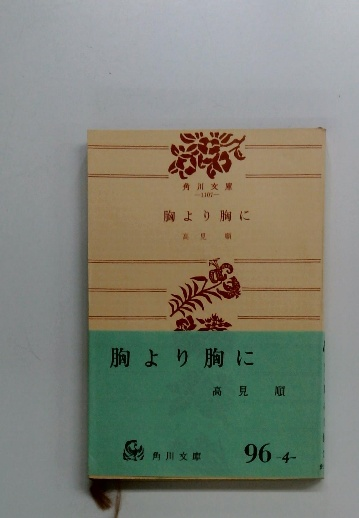 角川文庫
—1107—
胸より胸に
高見順
胸より胸に
高見順
角川文庫
96-4-